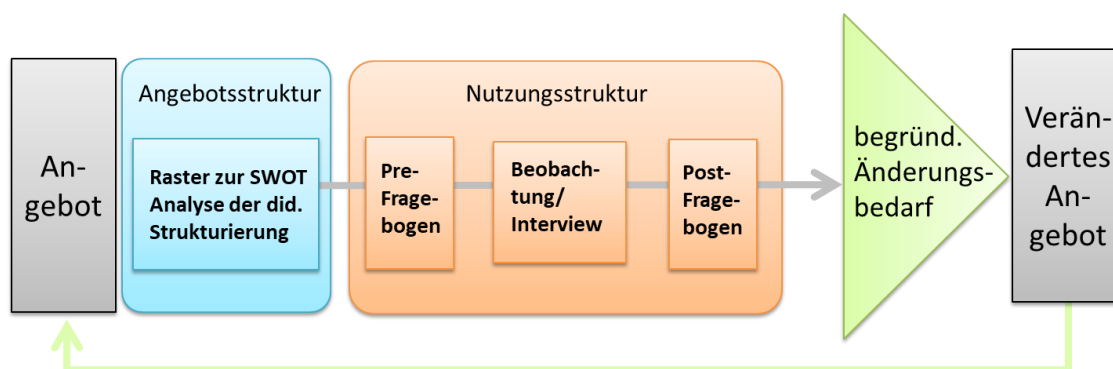 An-
gebot
Angebotsstruktur
Raster zur SWOT
Analyse der did.
Strukturierung
Nutzungsstruktur
Pre-
Frage-
bogen
Beobach-
tung/
Interview
Post-
Frage-
bogen
begründ.
Änderungs-
bedarf
Verän-
dertes
An-
gebot